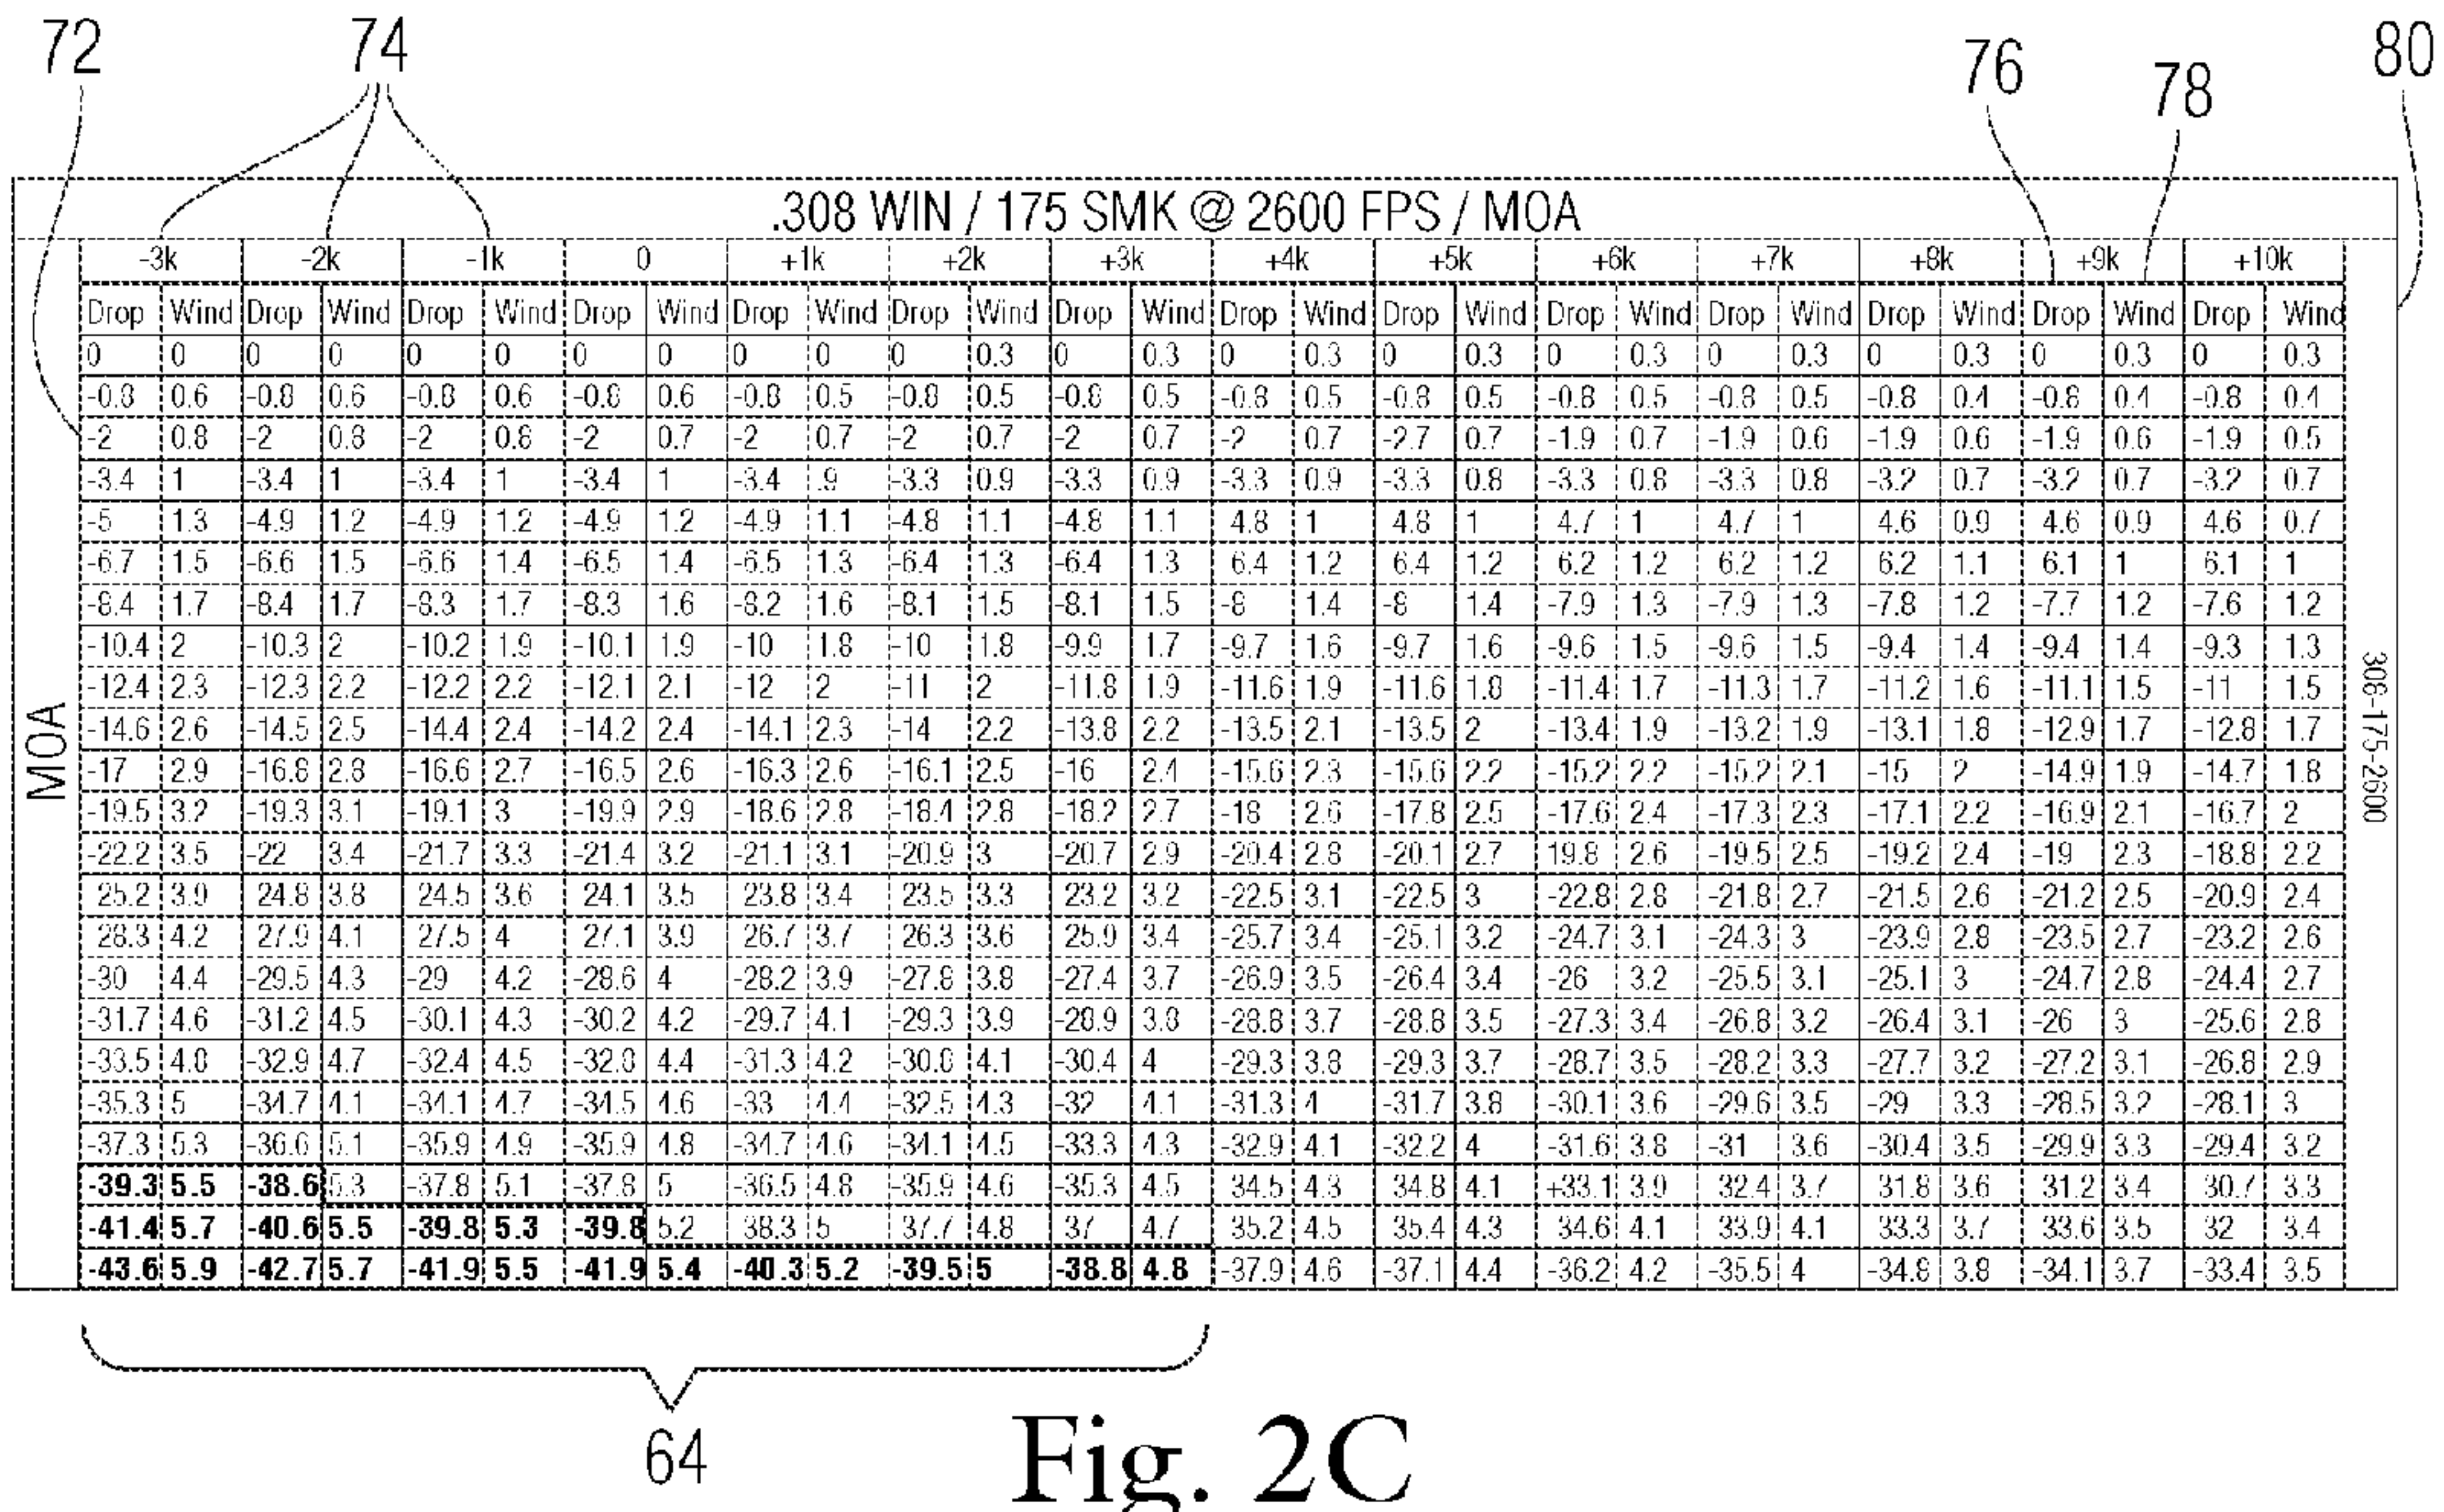 72 74 76 78 80
.308 WIN / 175 SMK @ 2600 FPS / MOA
-3k -2k -1k 0 +1k +2k +3k +4k +5k +6k +7k +8k +9k +10k
Drop Wind Drop Wind Drop Wind Drop Wind Drop Wind Drop Wind Drop Wind Drop Wind Drop Wind Drop Wind Drop Wind Drop Wind Drop Wind Drop Wind
0 0 0 0 0 0 0 0 0 0 0 0.3 0 0.3 0 0.3 0 0.3 0 0.3 0 0.3 0 0.3 0 0.3 0 0.3
-0.8 0.6 -0.8 0.6 -0.8 0.6 -0.8 0.6 -0.8 0.5 -0.8 0.5 -0.8 0.5 -0.8 0.5 -0.8 0.5 -0.8 0.5 -0.8 0.5 -0.8 0.4 -0.8 0.4 -0.8 0.4
-2 0.8 -2 0.8 -2 0.8 -2 0.7 -2 0.7 -2 0.7 -2 0.7 -2 0.7 -2.7 0.7 -1.9 0.7 -1.9 0.6 -1.9 0.6 -1.9 0.6 -1.9 0.5
-3.4 1 -3.4 1 -3.4 1 -3.4 1 -3.4 .9 -3.3 0.9 -3.3 0.9 -3.3 0.9 -3.3 0.8 -3.3 0.8 -3.3 0.8 -3.2 0.7 -3.2 0.7 -3.2 0.7
-5 1.3 -4.9 1.2 -4.9 1.2 -4.9 1.2 -4.9 1.1 -4.8 1.1 -4.8 1.1 4.8 1 4.8 1 4.7 1 4.7 1 4.6 0.9 4.6 0.9 4.6 0.7
-6.7 1.5 -6.6 1.5 -6.6 1.4 -6.5 1.4 -6.5 1.3 -6.4 1.3 -6.4 1.3 6.4 1.2 6.4 1.2 6.2 1.2 6.2 1.2 6.2 1.1 6.1 1 6.1 1
-8.4 1.7 -8.4 1.7 -8.3 1.7 -8.3 1.6 -8.2 1.6 -8.1 1.5 -8.1 1.5 -8 1.4 -8 1.4 -7.9 1.3 -7.9 1.3 -7.8 1.2 -7.7 1.2 -7.6 1.2
-10.4 2 -10.3 2 -10.2 1.9 -10.1 1.9 -10 1.8 -10 1.8 -9.9 1.7 -9.7 1.6 -9.7 1.6 -9.6 1.5 -9.6 1.5 -9.4 1.4 -9.4 1.4 -9.3 1.3
-12.4 2.3 -12.3 2.2 -12.2 2.2 -12.1 2.1 -12 2 -11 2 -11.8 1.9 -11.6 1.9 -11.6 1.8 -11.4 1.7 -11.3 1.7 -11.2 1.6 -11.1 1.5 -11 1.5
-14.6 2.6 -14.5 2.5 -14.4 2.4 -14.2 2.4 -14.1 2.3 -14 2.2 -13.8 2.2 -13.5 2.1 -13.5 2 -13.4 1.9 -13.2 1.9 -13.1 1.8 -12.9 1.7 -12.8 1.7
-17 2.9 -16.8 2.8 -16.6 2.7 -16.5 2.6 -16.3 2.6 -16.1 2.5 -16 2.4 -15.6 2.3 -15.6 2.2 -15.2 2.2 -15.2 2.1 -15 2 -14.9 1.9 -14.7 1.8
-19.5 3.2 -19.3 3.1 -19.1 3 -19.9 2.9 -18.6 2.8 -18.4 2.8 -18.2 2.7 -18 2.6 -17.8 2.5 -17.6 2.4 -17.3 2.3 -17.1 2.2 -16.9 2.1 -16.7 2
-22.2 3.5 -22 3.4 -21.7 3.3 -21.4 3.2 -21.1 3.1 -20.9 3 -20.7 2.9 -20.4 2.8 -20.1 2.7 19.8 2.6 -19.5 2.5 -19.2 2.4 -19 2.3 -18.8 2.2
25.2 3.9 24.8 3.8 24.5 3.6 24.1 3.5 23.8 3.4 23.5 3.3 23.2 3.2 -22.5 3.1 -22.5 3 -22.8 2.8 -21.8 2.7 -21.5 2.6 -21.2 2.5 -20.9 2.4
28.3 4.2 27.9 4.1 27.5 4 27.1 3.9 26.7 3.7 26.3 3.6 25.9 3.4 -25.7 3.4 -25.1 3.2 -24.7 3.1 -24.3 3 -23.9 2.8 -23.5 2.7 -23.2 2.6
-30 4.4 -29.5 4.3 -29 4.2 -28.6 4 -28.2 3.9 -27.8 3.8 -27.4 3.7 -26.9 3.5 -26.4 3.4 -26 3.2 -25.5 3.1 -25.1 3 -24.7 2.8 -24.4 2.7
-31.7 4.6 -31.2 4.5 -30.1 4.3 -30.2 4.2 -29.7 4.1 -29.3 3.9 -28.9 3.8 -28.8 3.7 -28.8 3.5 -27.3 3.4 -26.8 3.2 -26.4 3.1 -26 3 -25.6 2.8
-33.5 4.8 -32.9 4.7 -32.4 4.5 -32.8 4.4 -31.3 4.2 -30.8 4.1 -30.4 4 -29.3 3.8 -29.3 3.7 -28.7 3.5 -28.2 3.3 -27.7 3.2 -27.2 3.1 -26.8 2.9
-35.3 5 -34.7 4.1 -34.1 4.7 -34.5 4.6 -33 4.4 -32.5 4.3 -32 4.1 -31.3 4 -31.7 3.8 -30.1 3.6 -29.6 3.5 -29 3.3 -28.5 3.2 -28.1 3
-37.3 5.3 -36.6 5.1 -35.9 4.9 -35.9 4.8 -34.7 4.6 -34.1 4.5 -33.3 4.3 -32.9 4.1 -32.2 4 -31.6 3.8 -31 3.6 -30.4 3.5 -29.9 3.3 -29.4 3.2
-39.3 5.5 -38.6 5.3 -37.8 5.1 -37.8 5 -36.5 4.8 -35.9 4.6 -35.3 4.5 34.5 4.3 34.8 4.1 +33.1 3.9 32.4 3.7 31.8 3.6 31.2 3.4 30.7 3.3
-41.4 5.7 -40.6 5.5 -39.8 5.3 -39.8 5.2 38.3 5 37.7 4.8 37 4.7 35.2 4.5 35.4 4.3 34.6 4.1 33.9 4.1 33.3 3.7 33.6 3.5 32 3.4
-43.6 5.9 -42.7 5.7 -41.9 5.5 -41.9 5.4 -40.3 5.2 -39.5 5 -38.8 4.8 -37.9 4.6 -37.1 4.4 -36.2 4.2 -35.5 4 -34.8 3.8 -34.1 3.7 -33.4 3.5
MOA
308-175-2600
64
Fig. 2C